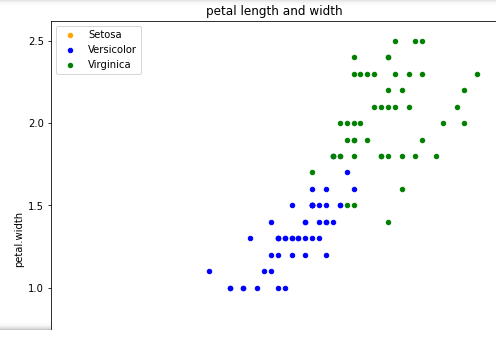 petal length and width
Setosa
Versicolor
Virginica
2.5
2.0
1.5
1.0
petal.width